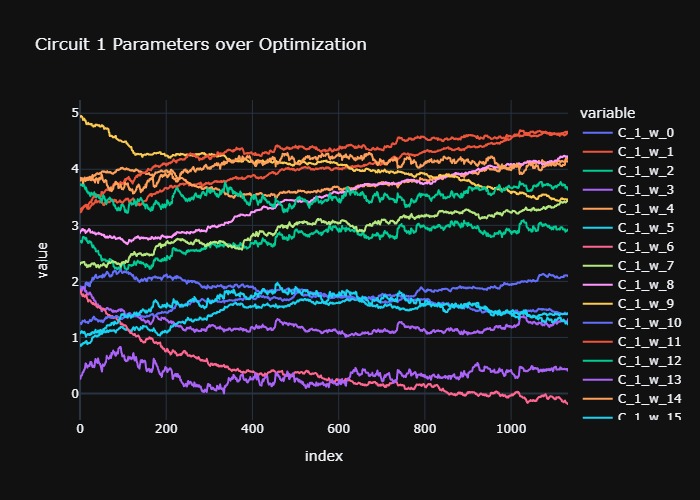 Circuit 1 Parameters over Optimization
variable
C_1_w_0
C_1_w_1
C_1_w_2
C_1_w_3
C_1_w_4
C_1_w_5
C_1_w_6
C_1_w_7
C_1_w_8
C_1_w_9
C_1_w_10
C_1_w_11
C_1_w_12
C_1_w_13
C_1_w_14
C_1_w_15
value
5
4
3
2
1
0
0
200
400
600
800
1000
index